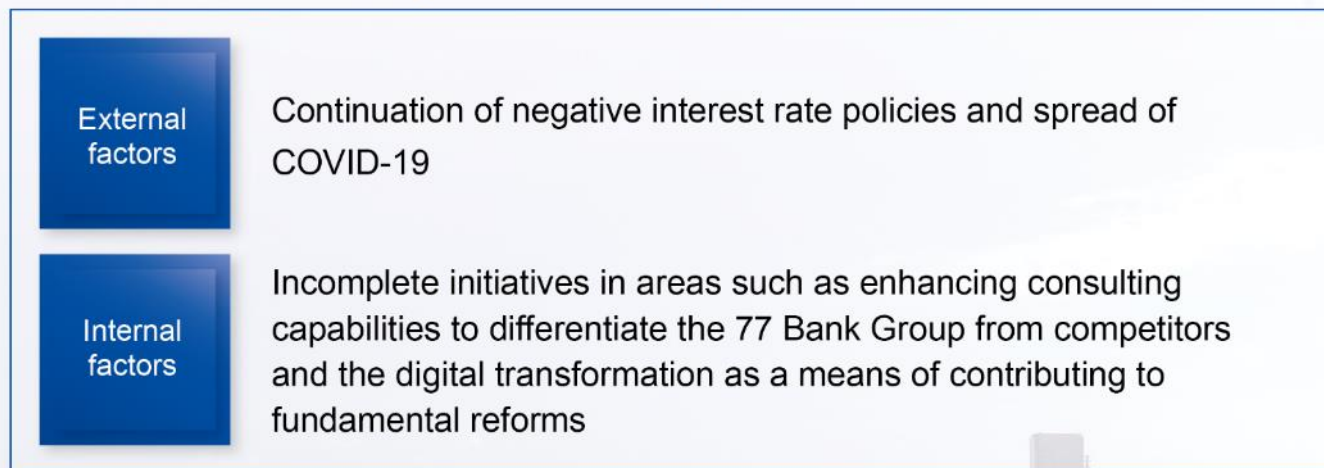 External
factors
Continuation of negative interest rate policies and spread of
COVID-19
Internal
factors
Incomplete initiatives in areas such as enhancing consulting
capabilities to differentiate the 77 Bank Group from competitors
and the digital transformation as a means of contributing to
fundamental reforms